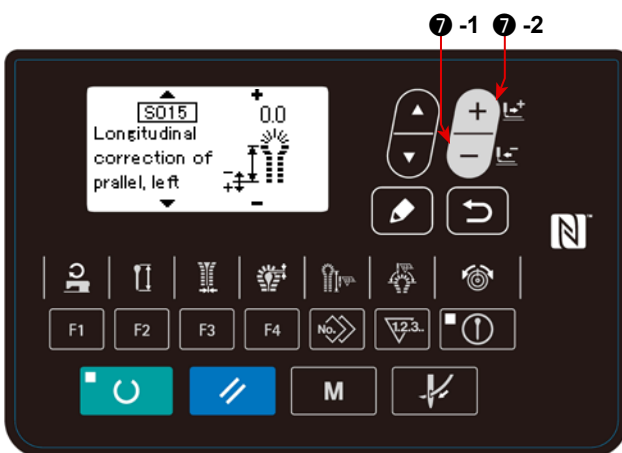 ❼ -1 ❼ -2
S015 0.0
Longitudinal
correction of
prallel, left
F1 F2 F3 F4 No. 1.2.3..
M